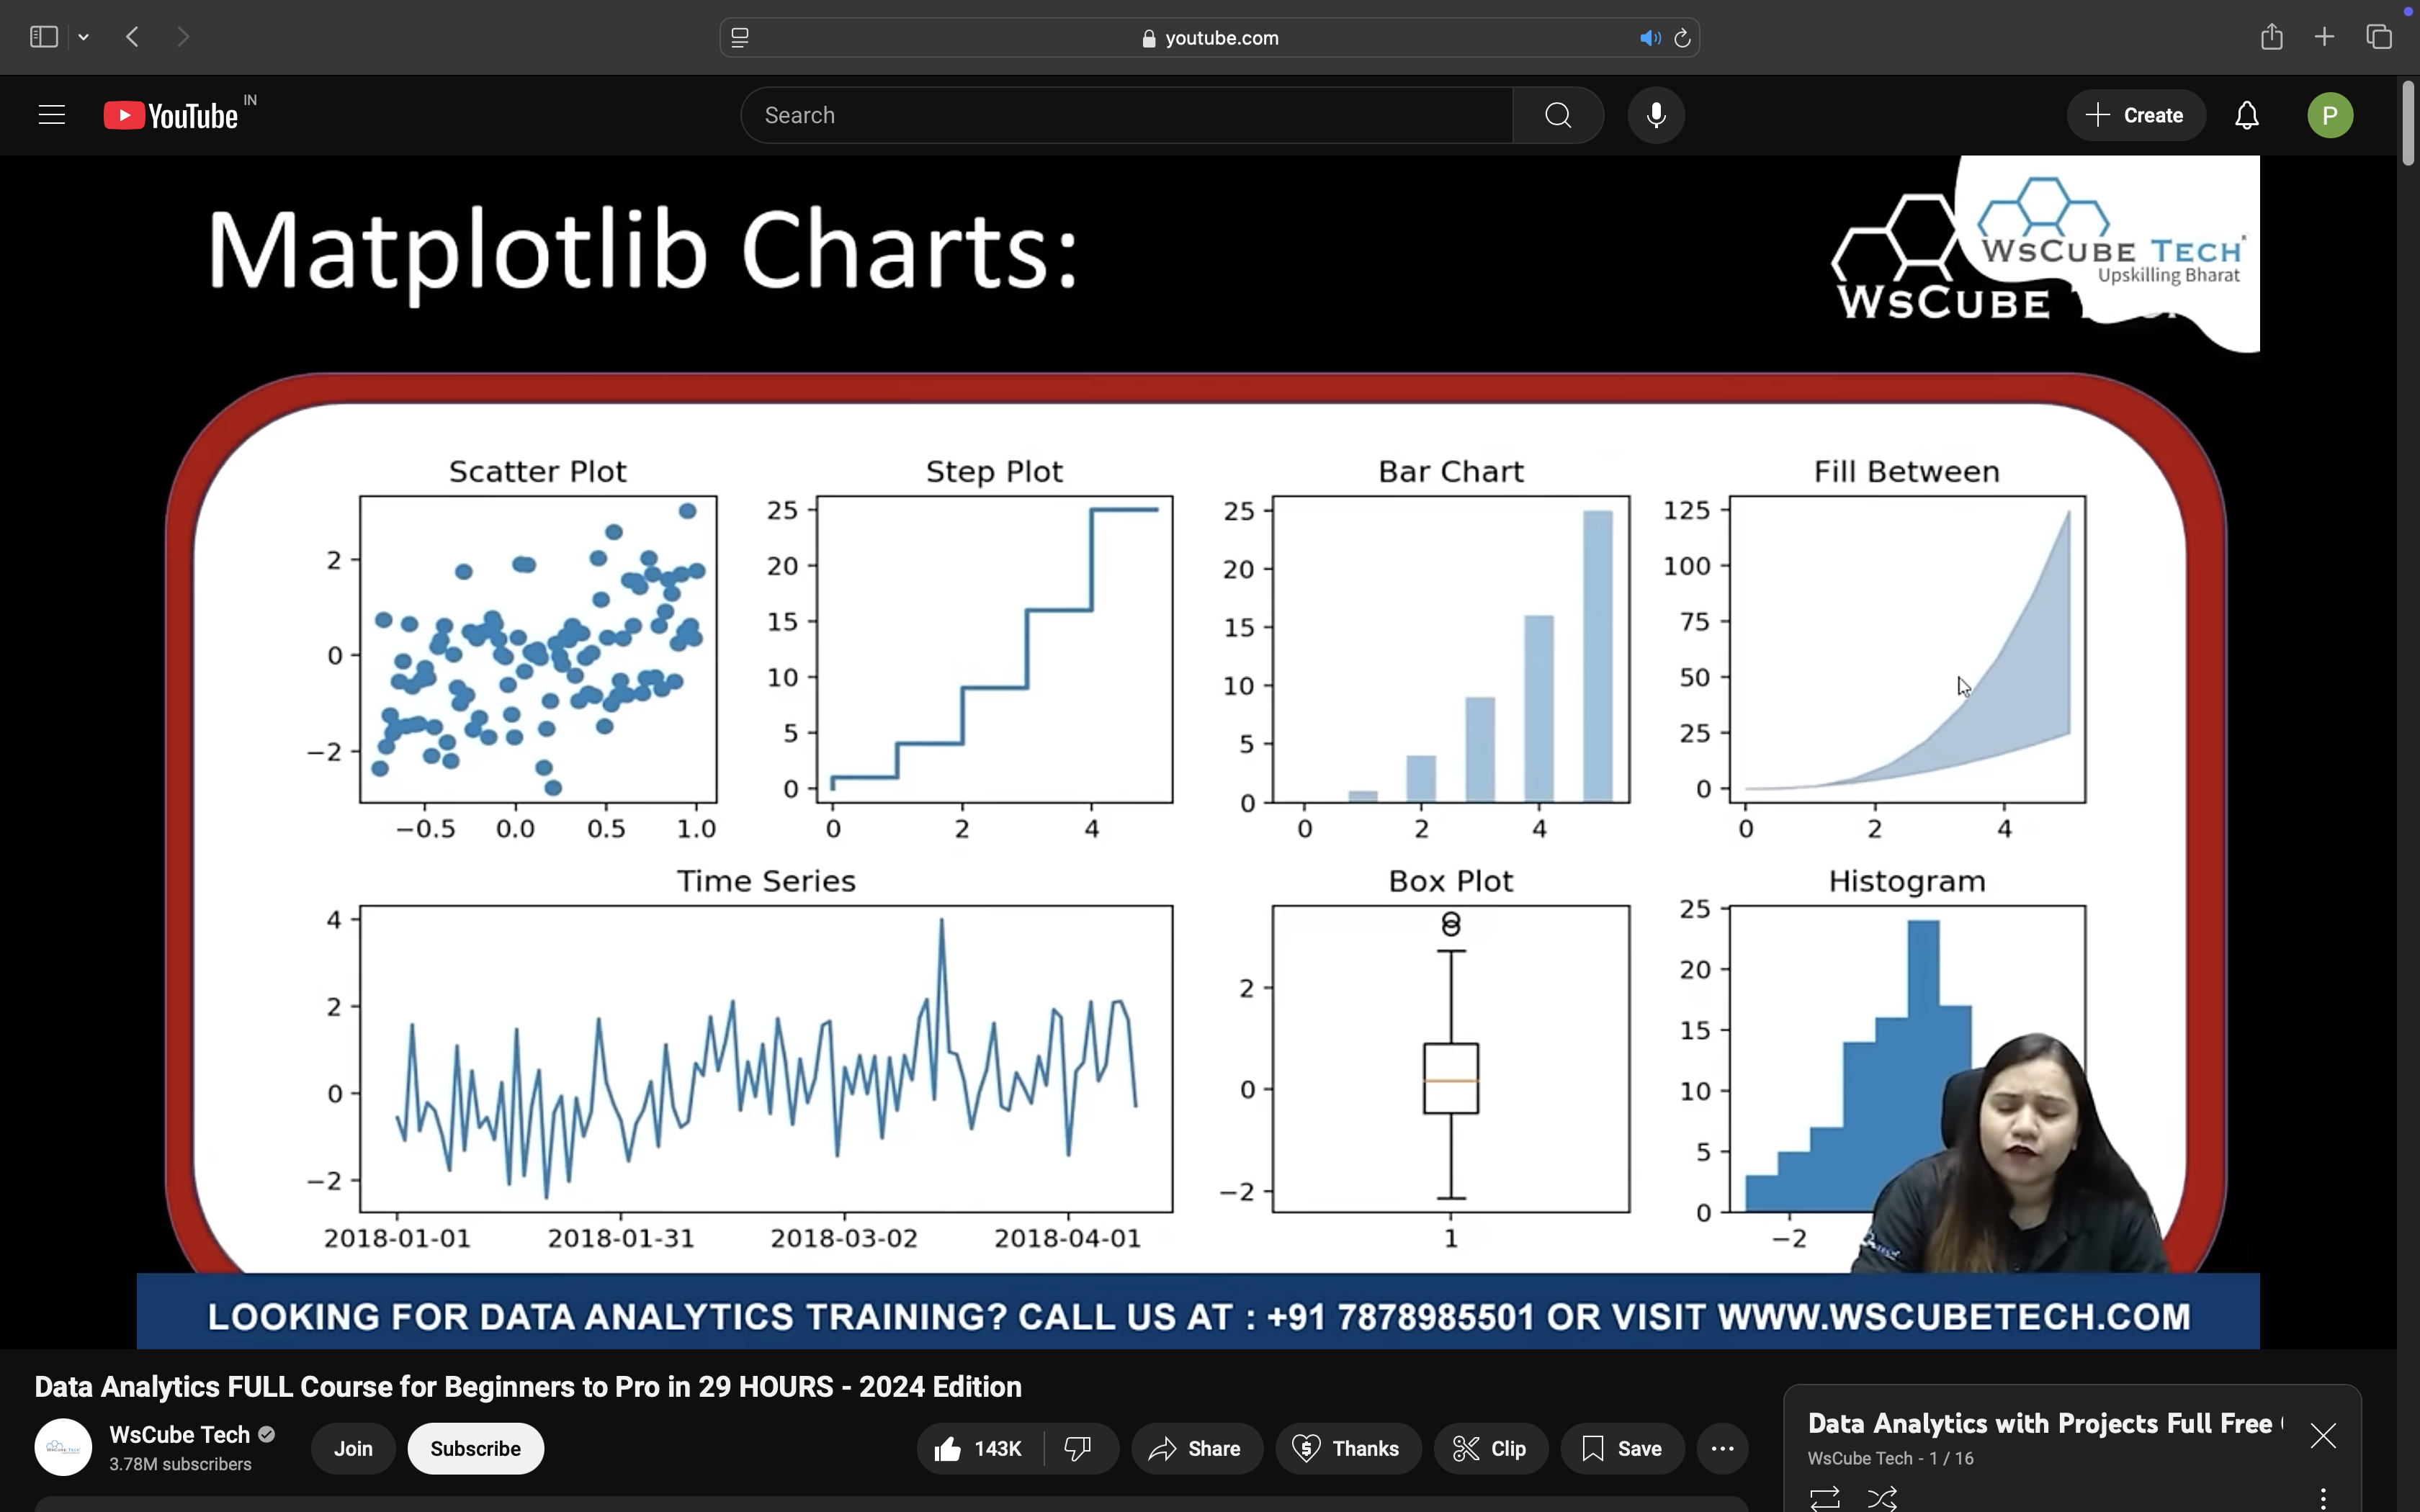 youtube.com
YouTube IN
Search
Create
P
Matplotlib Charts:
WSCUBE TECH
Upskilling Bharat
WSCUBE
Scatter Plot
2
0
−2
−0.5 0.0 0.5 1.0
Step Plot
25
20
15
10
5
0
0 2 4
Bar Chart
25
20
15
10
5
0
0 2 4
Fill Between
125
100
75
50
25
0
0 2 4
Time Series
4
2
0
−2
2018-01-01 2018-01-31 2018-03-02 2018-04-01
Box Plot
2
0
−2
1
Histogram
25
20
15
10
5
0
−2
LOOKING FOR DATA ANALYTICS TRAINING? CALL US AT : +91 7878985501 OR VISIT WWW.WSCUBETECH.COM
Data Analytics FULL Course for Beginners to Pro in 29 HOURS - 2024 Edition
WsCube Tech
3.78M subscribers
Join
Subscribe
143K
Share
Thanks
Clip
Save
Data Analytics with Projects Full Free
WsCube Tech - 1 / 16